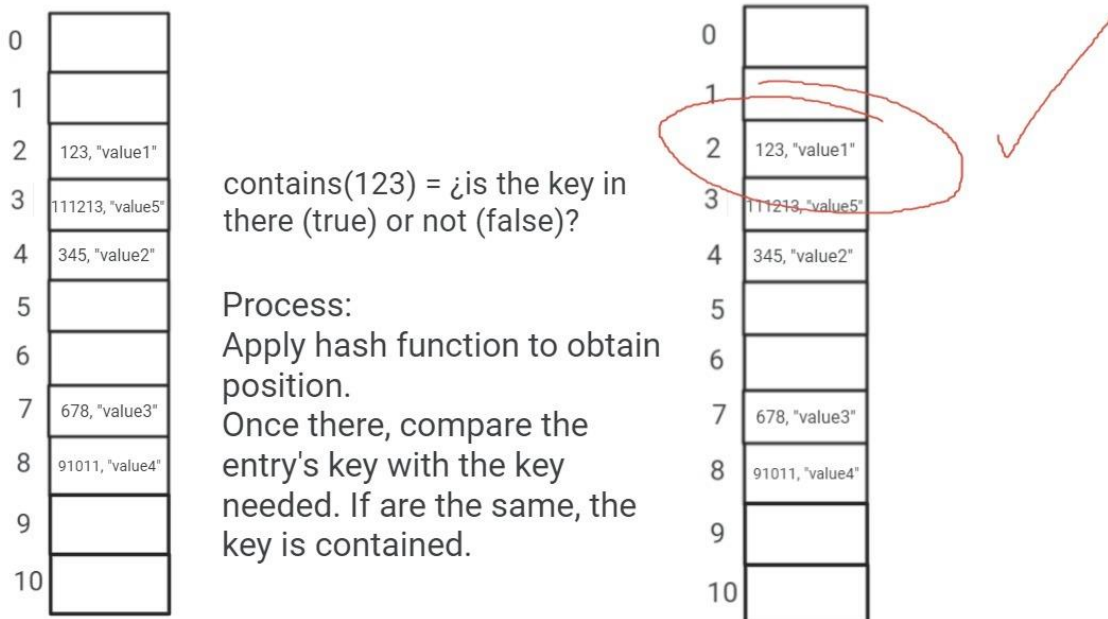 0
1
2 123, "value1"
3 111213, "value5"
4 345, "value2"
5
6
7 678, "value3"
8 91011, "value4"
9
10
contains(123) = ¿is the key in
there (true) or not (false)?
Process:
Apply hash function to obtain
position.
Once there, compare the
entry's key with the key
needed. If are the same, the
key is contained.
0
1
2 123, "value1"
3 111213, "value5"
4 345, "value2"
5
6
7 678, "value3"
8 91011, "value4"
9
10